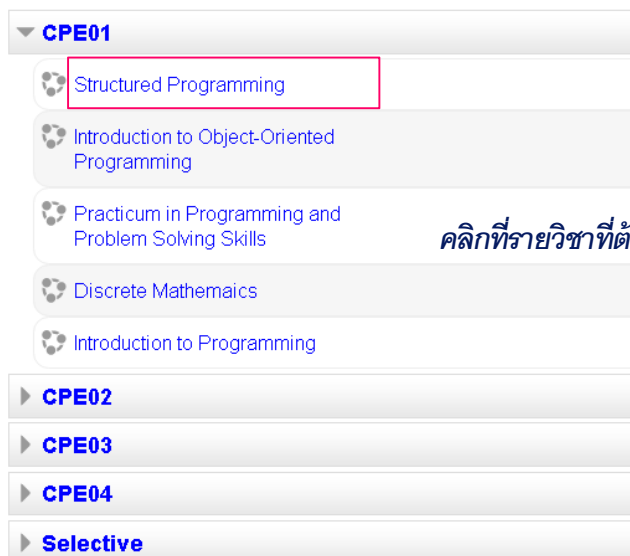 CPE01
Structured Programming
Introduction to Object-Oriented
Programming
Practicum in Programming and
Problem Solving Skills
คลิกที่รายวิชาที่ต้
Discrete Mathemaics
Introduction to Programming
CPE02
CPE03
CPE04
Selective